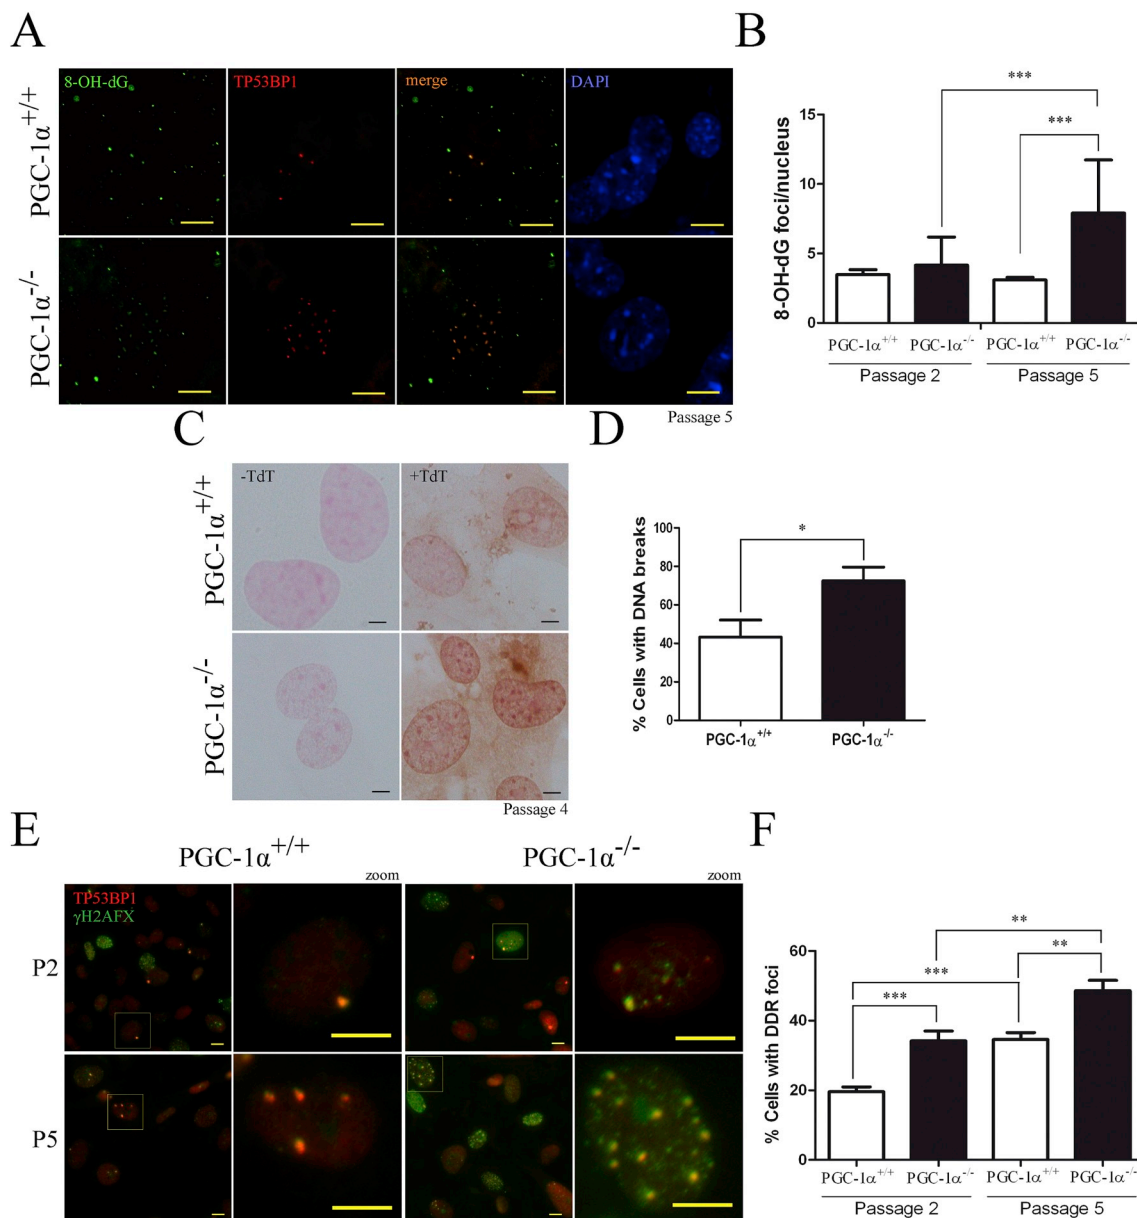 A
8-OH-dG TP53BP1 merge DAPI
PGC-1α+/+
PGC-1α-/-
Passage 5
B
8-OH-dG foci/nucleus
15
10
5
0
***
***
PGC-1α+/+ PGC-1α-/- PGC-1α+/+ PGC-1α-/-
Passage 2 Passage 5
C
-TdT +TdT
PGC-1α+/+
PGC-1α-/-
Passage 4
D
% Cells with DNA breaks
100
80
60
40
20
0
*
PGC-1α+/+ PGC-1α-/-
E
PGC-1α+/+ PGC-1α-/-
zoom zoom
TP53BP1
γH2AFX
P2
P5
F
% Cells with DDR foci
60
40
20
0
**
**
***
***
PGC-1α+/+ PGC-1α-/- PGC-1α+/+ PGC-1α-/-
Passage 2 Passage 5